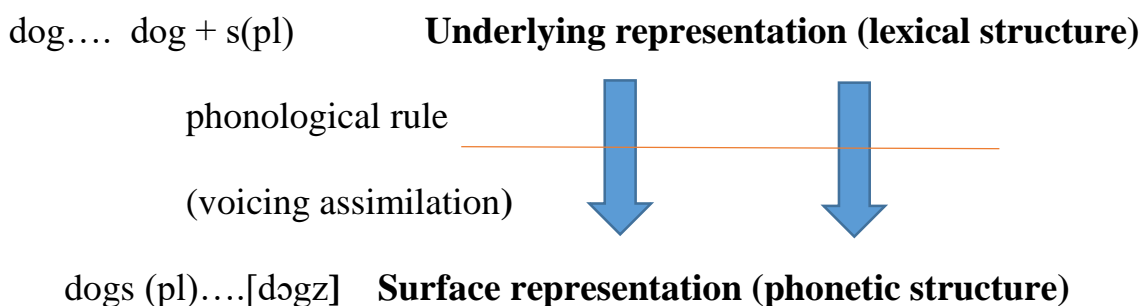 dog…. dog + s(pl) Underlying representation (lexical structure)
phonological rule
(voicing assimilation)
dogs (pl)….[dɔgz] Surface representation (phonetic structure)